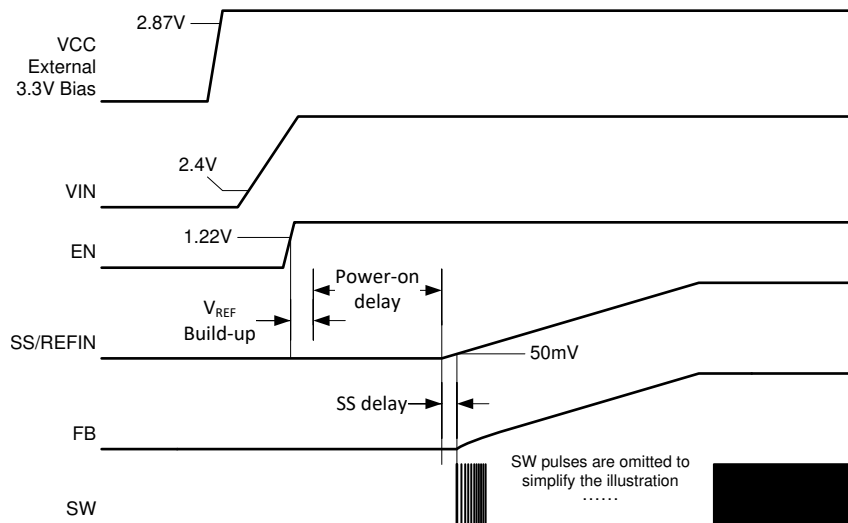 VCC
External
3.3V Bias
2.87V
VIN
2.4V
EN
1.22V
Power-on
delay
VREF
Build-up
SS/REFIN
50mV
SS delay
FB
SW pulses are omitted to
simplify the illustration
......
SW